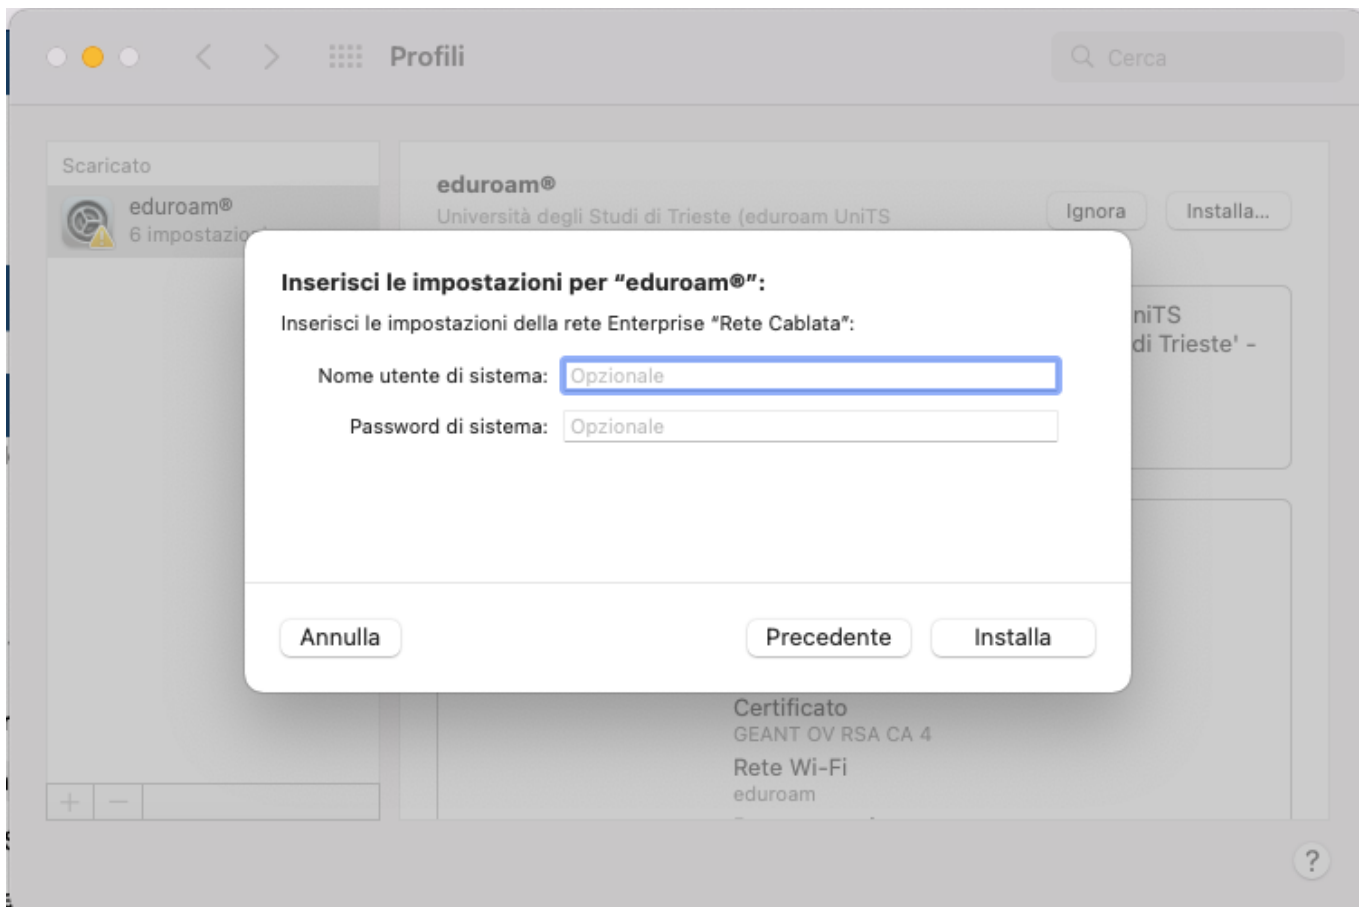 Profili
Cerca
Scaricato
eduroam®
6 impostazio
eduroam®
Università degli Studi di Trieste (eduroam UniTS
Ignora
Installa...
niTS
di Trieste' -
Inserisci le impostazioni per “eduroam®”:
Inserisci le impostazioni della rete Enterprise “Rete Cablata”:
Nome utente di sistema: Opzionale
Password di sistema: Opzionale
Annulla
Precedente
Installa
Certificato
GEANT OV RSA CA 4
Rete Wi-Fi
eduroam
?